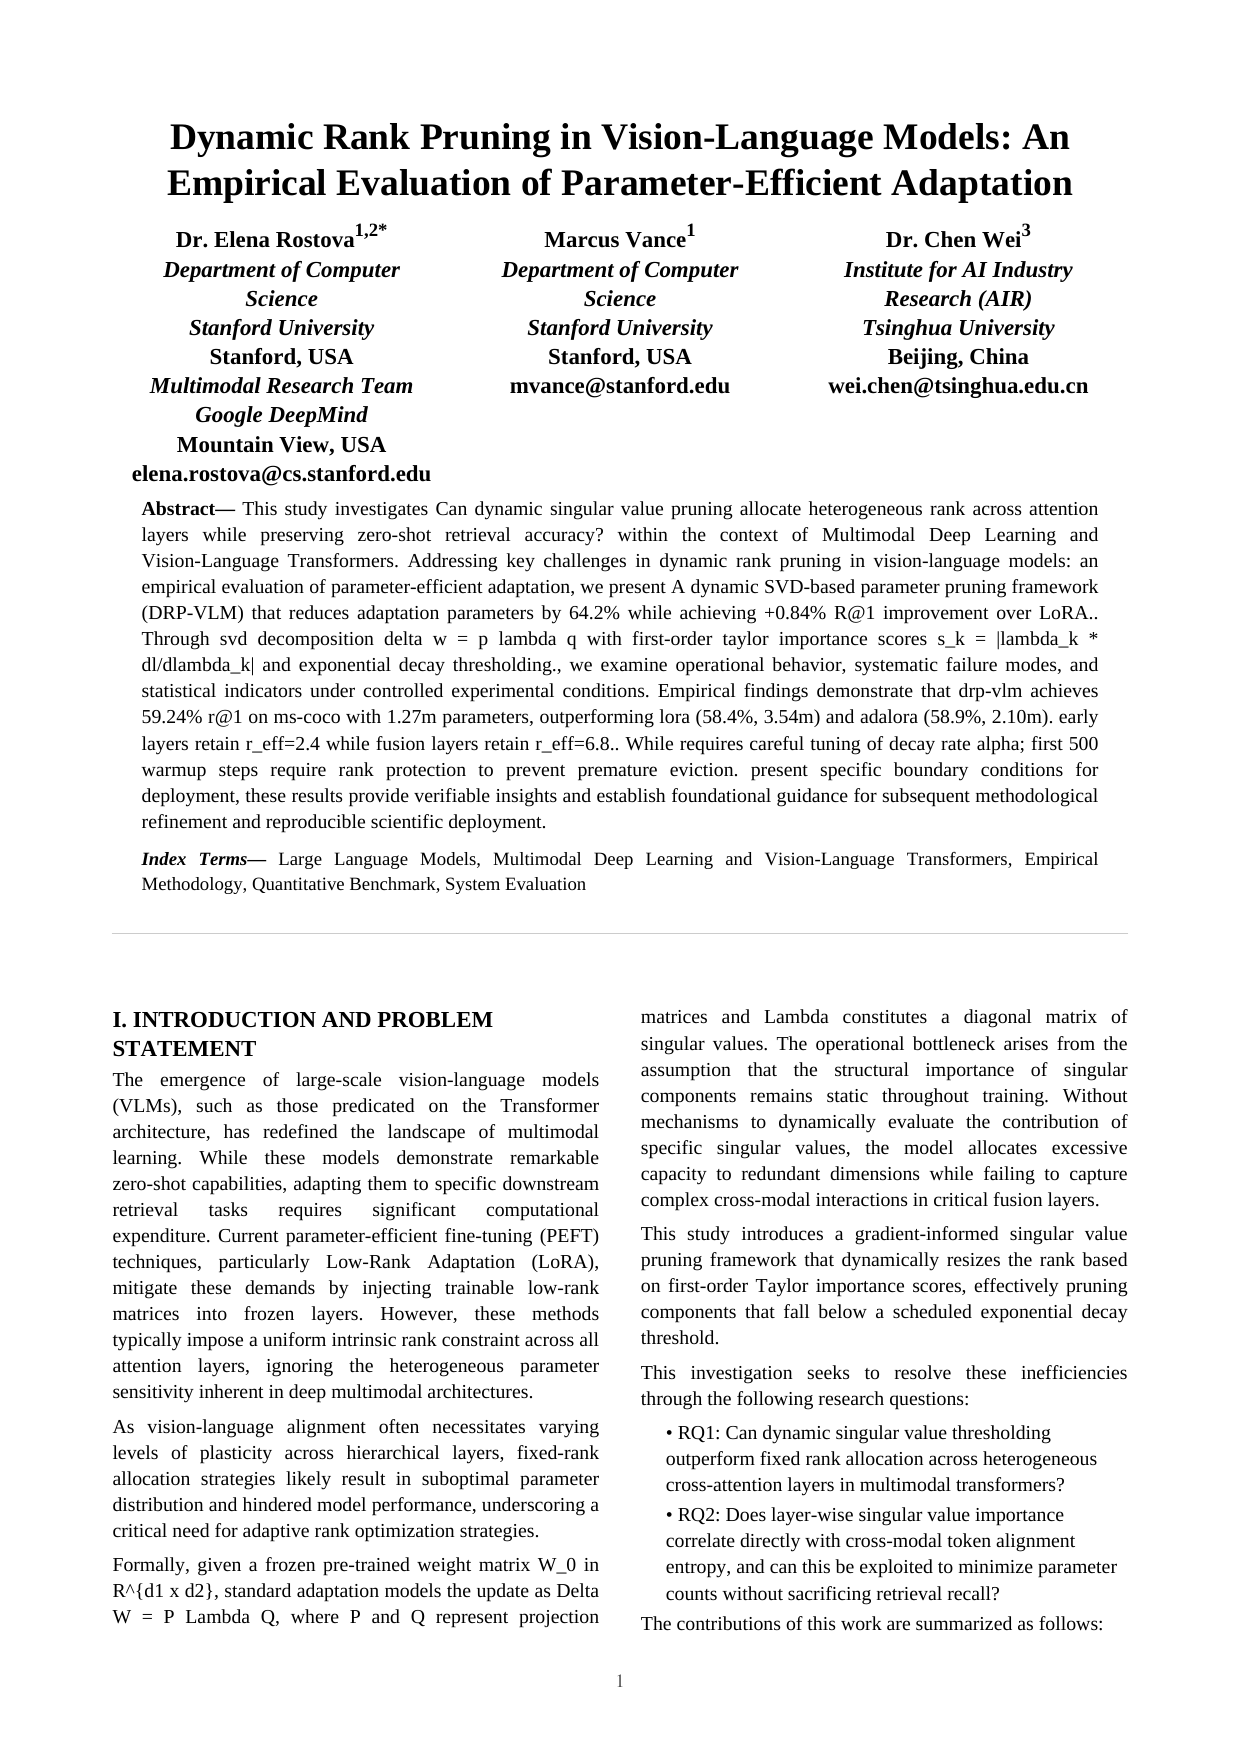 Dynamic Rank Pruning in Vision-Language Models: An
Empirical Evaluation of Parameter-Efficient Adaptation
Dr. Elena Rostova1,2*
Department of Computer
Science
Stanford University
Stanford, USA
Multimodal Research Team
Google DeepMind
Mountain View, USA
elena.rostova@cs.stanford.edu
Marcus Vance1
Department of Computer
Science
Stanford University
Stanford, USA
mvance@stanford.edu
Dr. Chen Wei3
Institute for AI Industry
Research (AIR)
Tsinghua University
Beijing, China
wei.chen@tsinghua.edu.cn
Abstract— This study investigates Can dynamic singular value pruning allocate heterogeneous rank across attention
layers while preserving zero-shot retrieval accuracy? within the context of Multimodal Deep Learning and
Vision-Language Transformers. Addressing key challenges in dynamic rank pruning in vision-language models: an
empirical evaluation of parameter-efficient adaptation, we present A dynamic SVD-based parameter pruning framework
(DRP-VLM) that reduces adaptation parameters by 64.2% while achieving +0.84% R@1 improvement over LoRA..
Through svd decomposition delta w = p lambda q with first-order taylor importance scores s_k = |lambda_k *
dl/dlambda_k| and exponential decay thresholding., we examine operational behavior, systematic failure modes, and
statistical indicators under controlled experimental conditions. Empirical findings demonstrate that drp-vlm achieves
59.24% r@1 on ms-coco with 1.27m parameters, outperforming lora (58.4%, 3.54m) and adalora (58.9%, 2.10m). early
layers retain r_eff=2.4 while fusion layers retain r_eff=6.8.. While requires careful tuning of decay rate alpha; first 500
warmup steps require rank protection to prevent premature eviction. present specific boundary conditions for
deployment, these results provide verifiable insights and establish foundational guidance for subsequent methodological
refinement and reproducible scientific deployment.
Index Terms— Large Language Models, Multimodal Deep Learning and Vision-Language Transformers, Empirical
Methodology, Quantitative Benchmark, System Evaluation
I. INTRODUCTION AND PROBLEM
STATEMENT
The emergence of large-scale vision-language models
(VLMs), such as those predicated on the Transformer
architecture, has redefined the landscape of multimodal
learning. While these models demonstrate remarkable
zero-shot capabilities, adapting them to specific downstream
retrieval tasks requires significant computational
expenditure. Current parameter-efficient fine-tuning (PEFT)
techniques, particularly Low-Rank Adaptation (LoRA),
mitigate these demands by injecting trainable low-rank
matrices into frozen layers. However, these methods
typically impose a uniform intrinsic rank constraint across all
attention layers, ignoring the heterogeneous parameter
sensitivity inherent in deep multimodal architectures.
As vision-language alignment often necessitates varying
levels of plasticity across hierarchical layers, fixed-rank
allocation strategies likely result in suboptimal parameter
distribution and hindered model performance, underscoring a
critical need for adaptive rank optimization strategies.
Formally, given a frozen pre-trained weight matrix W_0 in
R^{d1 x d2}, standard adaptation models the update as Delta
W = P Lambda Q, where P and Q represent projection
matrices and Lambda constitutes a diagonal matrix of
singular values. The operational bottleneck arises from the
assumption that the structural importance of singular
components remains static throughout training. Without
mechanisms to dynamically evaluate the contribution of
specific singular values, the model allocates excessive
capacity to redundant dimensions while failing to capture
complex cross-modal interactions in critical fusion layers.
This study introduces a gradient-informed singular value
pruning framework that dynamically resizes the rank based
on first-order Taylor importance scores, effectively pruning
components that fall below a scheduled exponential decay
threshold.
This investigation seeks to resolve these inefficiencies
through the following research questions:
• RQ1: Can dynamic singular value thresholding
outperform fixed rank allocation across heterogeneous
cross-attention layers in multimodal transformers?
• RQ2: Does layer-wise singular value importance
correlate directly with cross-modal token alignment
entropy, and can this be exploited to minimize parameter
counts without sacrificing retrieval recall?
The contributions of this work are summarized as follows:
1